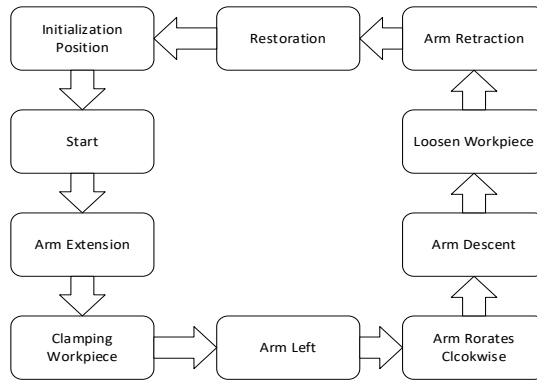 Initialization
Position
Restoration
Arm Retraction
Start
Loosen Workpiece
Arm Extension
Arm Descent
Clamping
Workpiece
Arm Left
Arm Rorates
Clcokwise